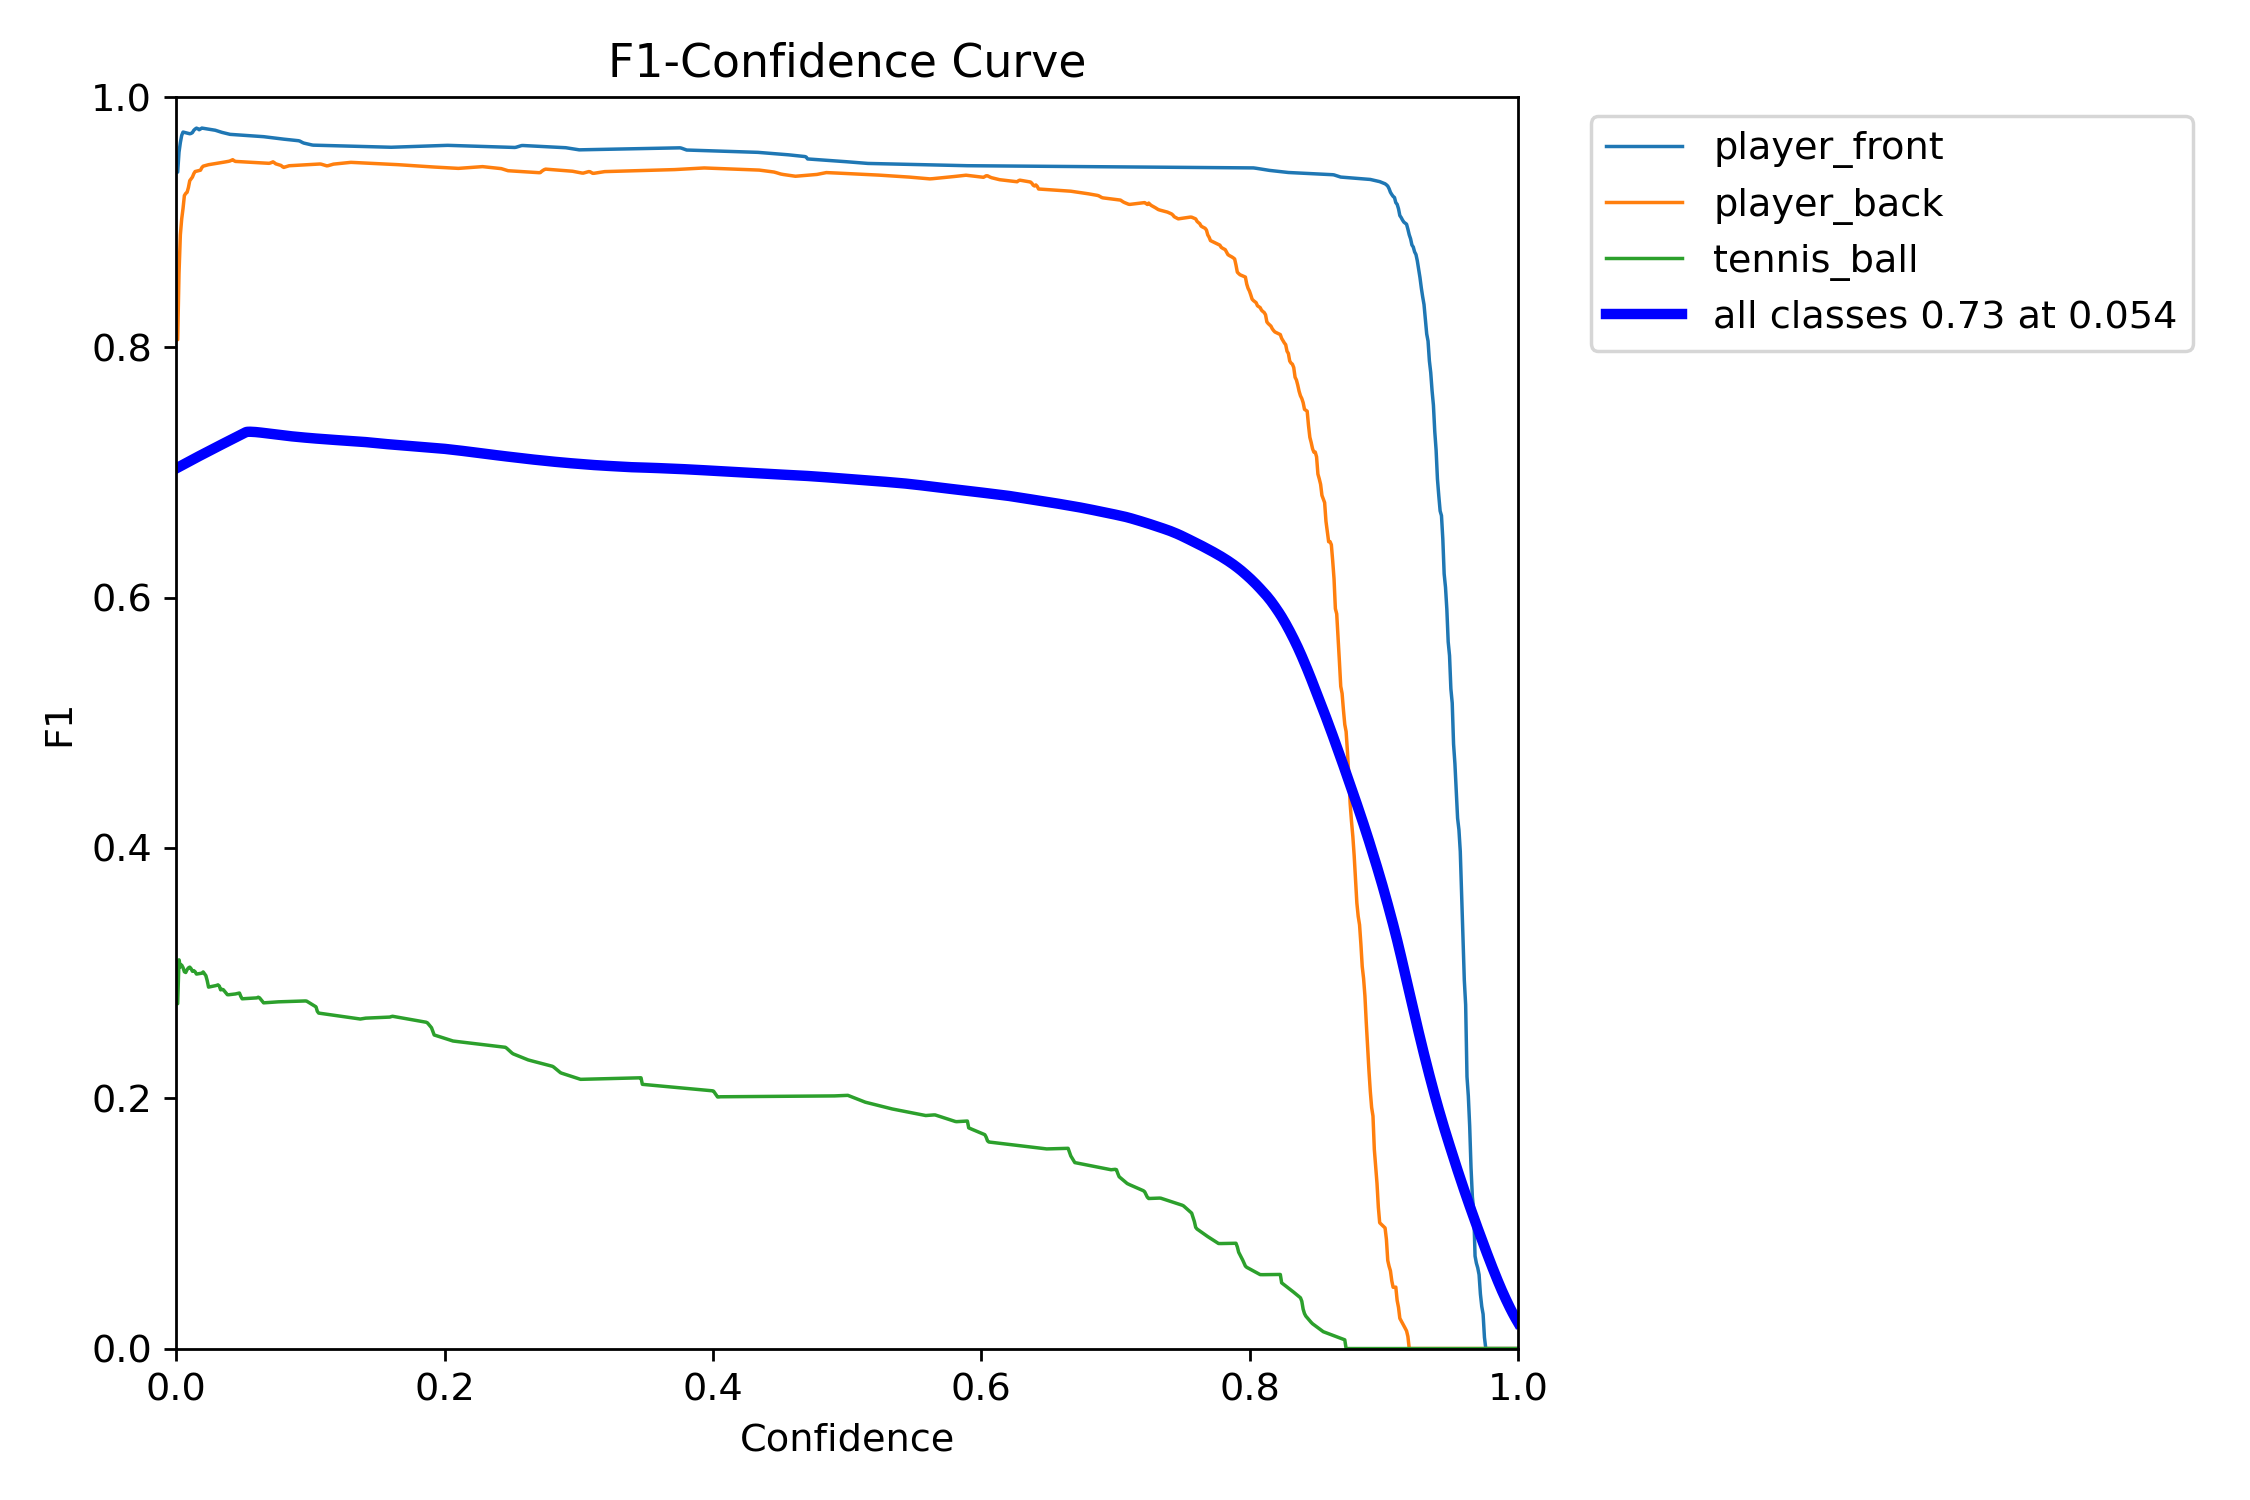 F1-Confidence Curve
1.0
0.8
0.6
0.4
0.2
0.0
F1
0.0 0.2 0.4 0.6 0.8 1.0
Confidence
player_front
player_back
tennis_ball
all classes 0.73 at 0.054